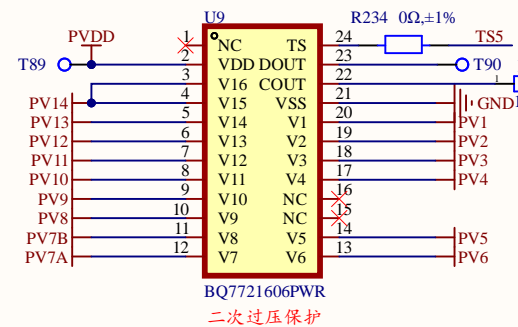 U9
R234 0Ω,±1%
PVDD
1 NC TS 24 TS5
T89 2 VDD DOUT 23 T90
3 V16 COUT 22 1
PV14 4 V15 VSS 21 GND
PV13 5 V14 V1 20 PV1
PV12 6 V13 V2 19 PV2
PV11 7 V12 V3 18 PV3
PV10 8 V11 V4 17 PV4
PV9 9 V10 NC 16
PV8 10 V9 NC 15
PV7B 11 V8 V5 14 PV5
PV7A 12 V7 V6 13 PV6
BQ7721606PWR
二次过压保护